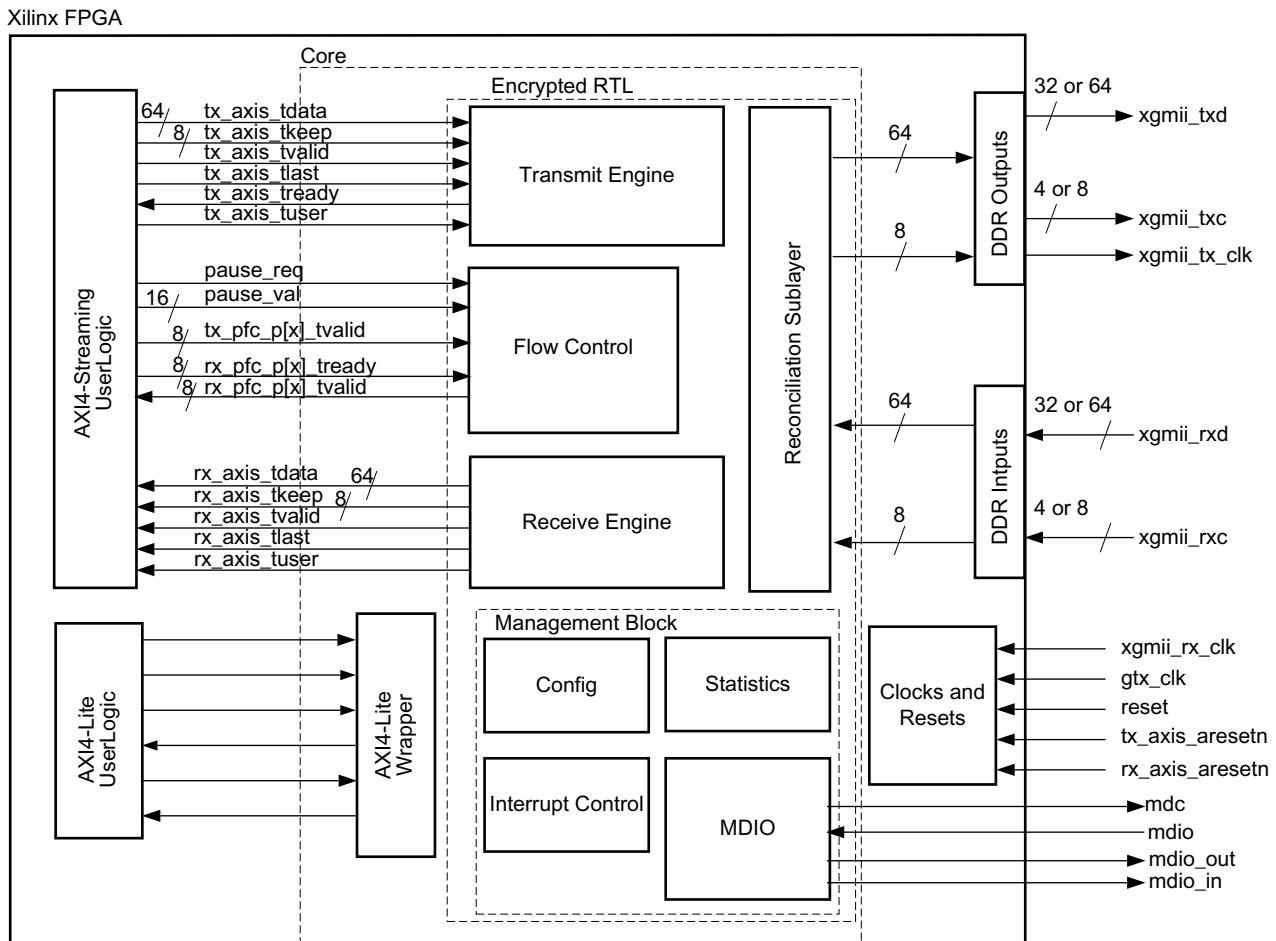 Xilinx FPGA
Core
Encrypted RTL
AXI4-Streaming
UserLogic
64
tx_axis_tdata
8
tx_axis_tkeep
tx_axis_tvalid
tx_axis_tlast
tx_axis_tready
tx_axis_tuser
Transmit Engine
pause_req
16
pause_val
8
tx_pfc_p[x]_tvalid
8
rx_pfc_p[x]_tready
8
rx_pfc_p[x]_tvalid
Flow Control
rx_axis_tdata
64
rx_axis_tkeep
8
rx_axis_tvalid
rx_axis_tlast
rx_axis_tuser
Receive Engine
Reconciliation Sublayer
64
8
DDR Outputs
32 or 64
xgmii_txd
4 or 8
xgmii_txc
xgmii_tx_clk
64
8
DDR Intputs
32 or 64
xgmii_rxd
4 or 8
xgmii_rxc
AXI4-Lite
UserLogic
AXI4-Lite
Wrapper
Management Block
Config
Statistics
Interrupt Control
MDIO
Clocks and
Resets
xgmii_rx_clk
gtx_clk
reset
tx_axis_aresetn
rx_axis_aresetn
mdc
mdio
mdio_out
mdio_in